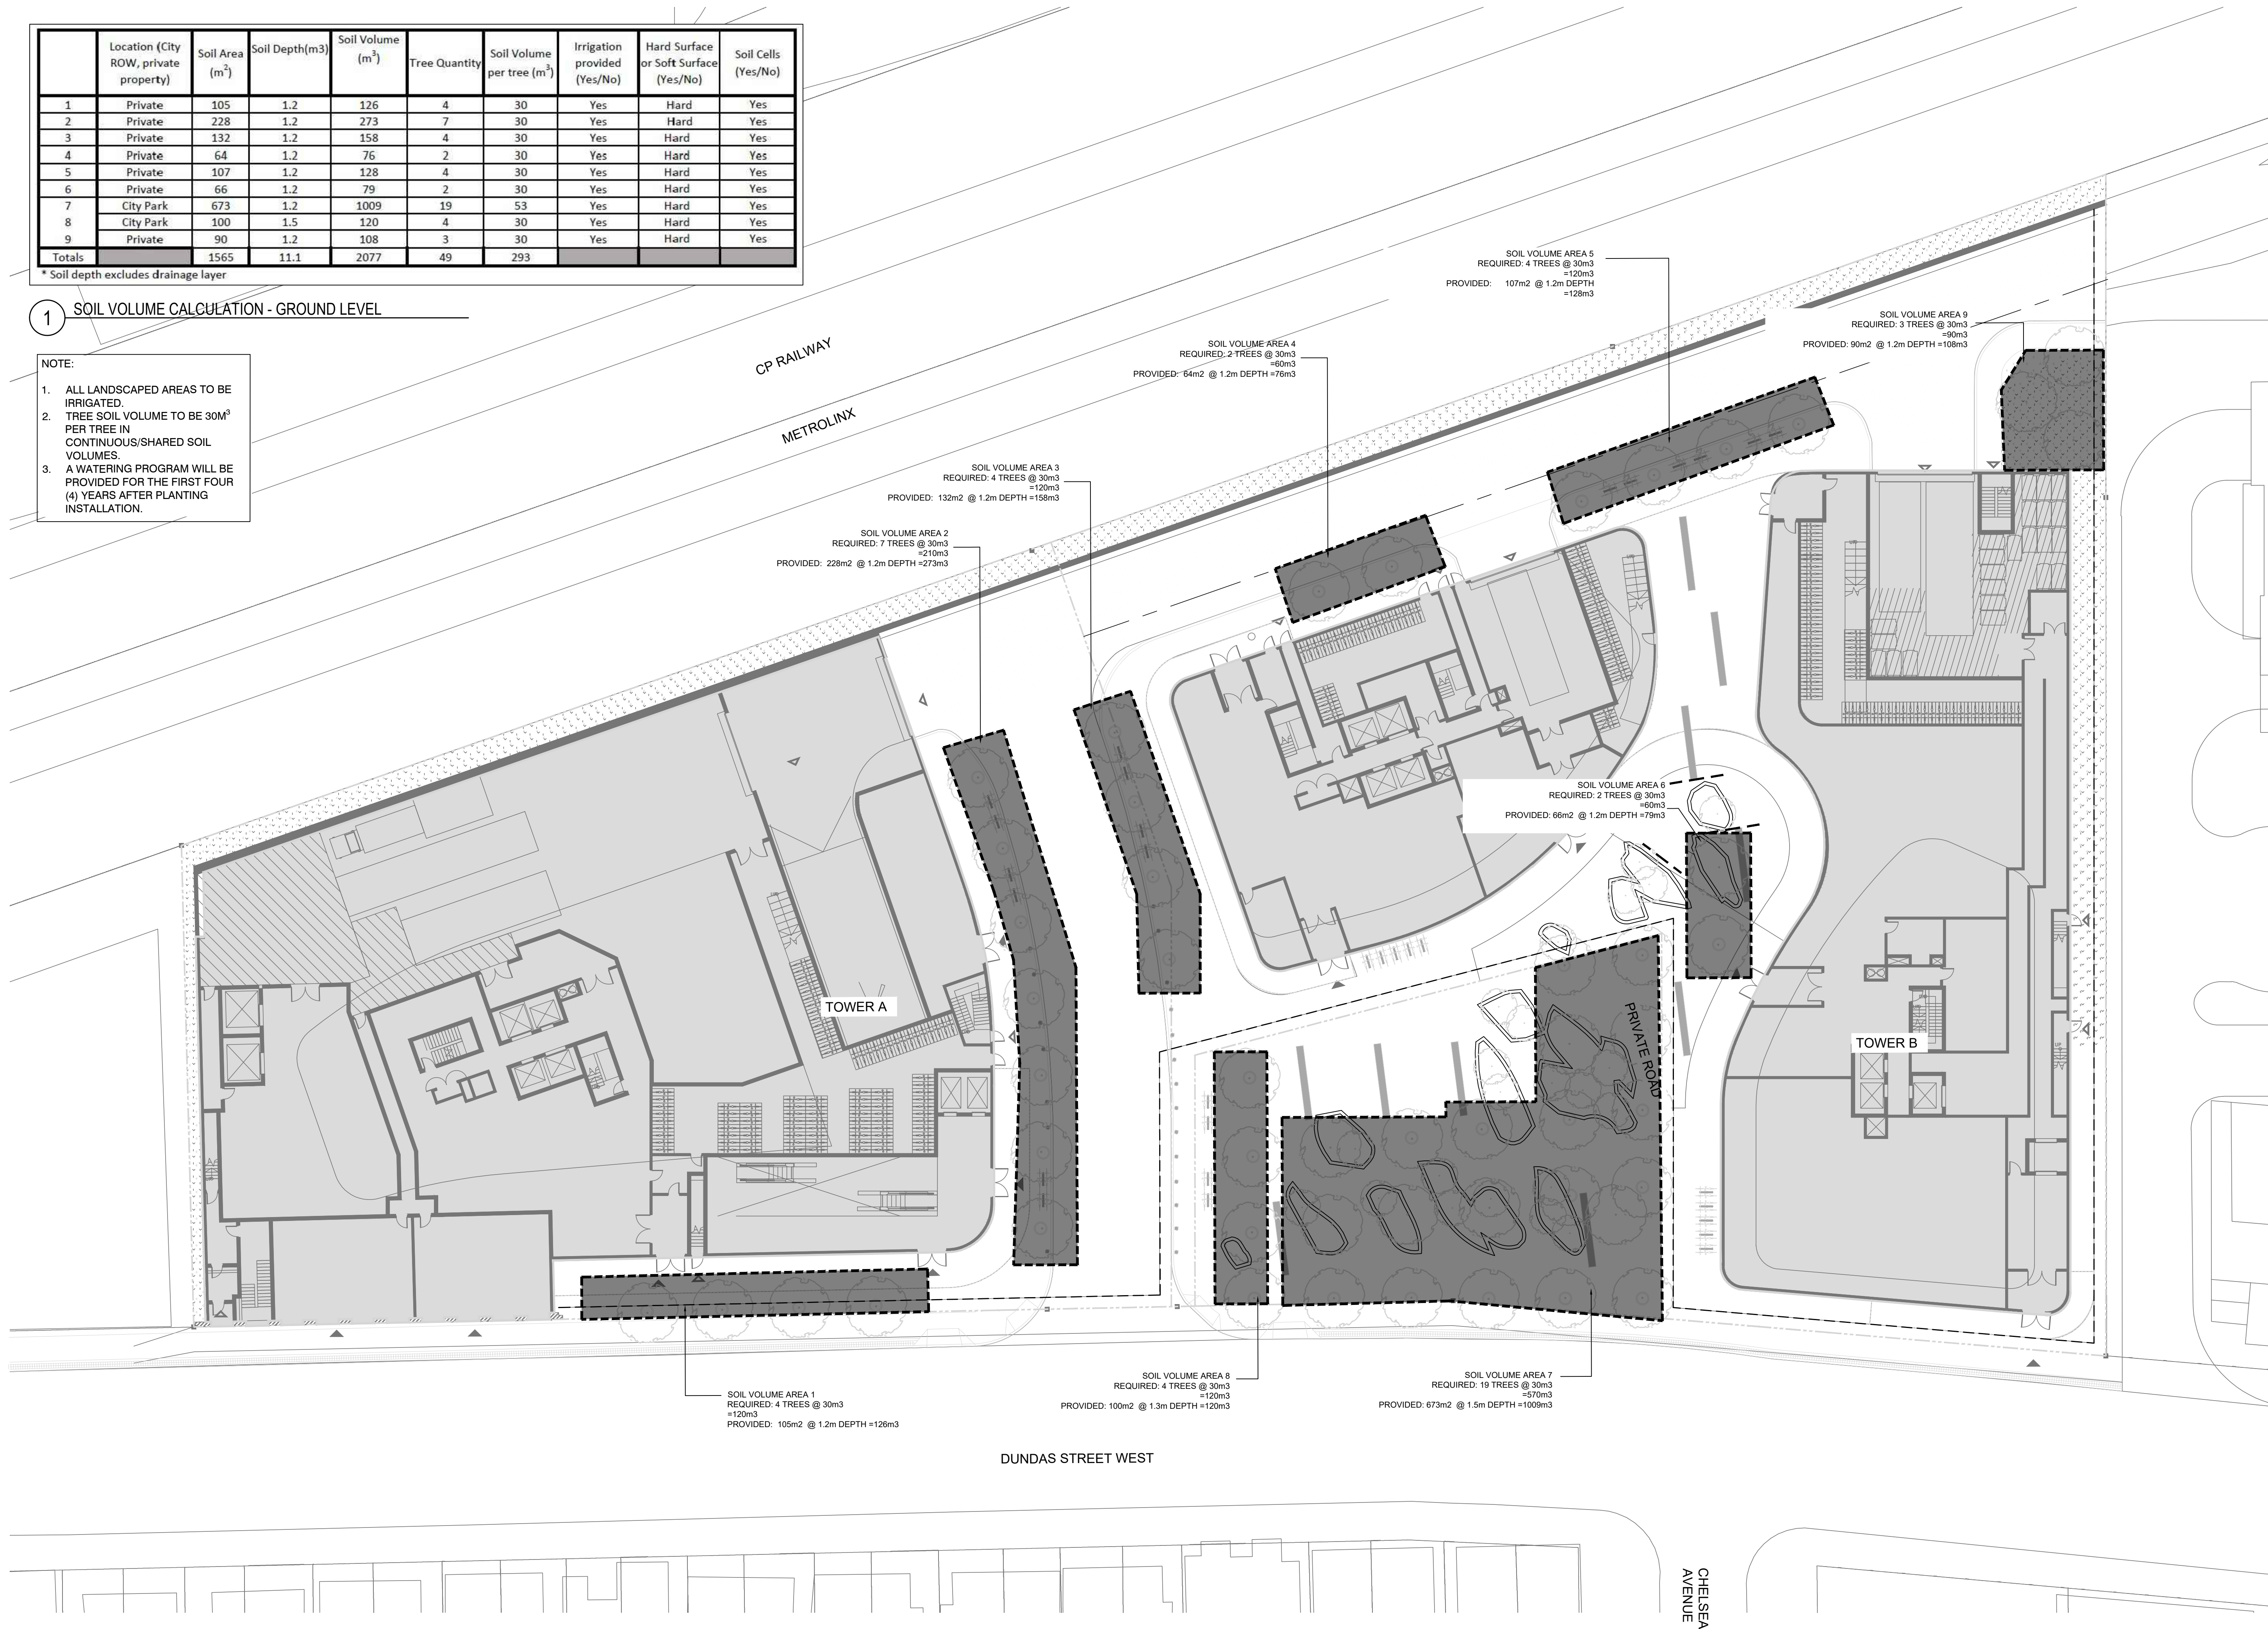 Location (City ROW, private property) Soil Area (m²) Soil Depth(m3) Soil Volume (m³) Tree Quantity Soil Volume per tree (m³) Irrigation provided (Yes/No) Hard Surface or Soft Surface (Yes/No) Soil Cells (Yes/No)
1 Private 105 1.2 126 4 30 Yes Hard Yes
2 Private 228 1.2 273 7 30 Yes Hard Yes
3 Private 132 1.2 158 4 30 Yes Hard Yes
4 Private 64 1.2 76 2 30 Yes Hard Yes
5 Private 107 1.2 128 4 30 Yes Hard Yes
6 Private 66 1.2 79 2 30 Yes Hard Yes
7 City Park 673 1.2 1009 19 53 Yes Hard Yes
8 City Park 100 1.5 120 4 30 Yes Hard Yes
9 Private 90 1.2 108 3 30 Yes Hard Yes
Totals 1565 11.1 2077 49 293
* Soil depth excludes drainage layer
1 SOIL VOLUME CALCULATION - GROUND LEVEL
NOTE:
1. ALL LANDSCAPED AREAS TO BE
IRRIGATED.
2. TREE SOIL VOLUME TO BE 30M³
PER TREE IN
CONTINUOUS/SHARED SOIL
VOLUMES.
3. A WATERING PROGRAM WILL BE
PROVIDED FOR THE FIRST FOUR
(4) YEARS AFTER PLANTING
INSTALLATION.
CP RAILWAY
METROLINX
SOIL VOLUME AREA 5
REQUIRED: 4 TREES @ 30m3
=120m3
PROVIDED: 107m2 @ 1.2m DEPTH
=128m3
SOIL VOLUME AREA 9
REQUIRED: 3 TREES @ 30m3
=90m3
PROVIDED: 90m2 @ 1.2m DEPTH =108m3
SOIL VOLUME AREA 4
REQUIRED: 2 TREES @ 30m3
=60m3
PROVIDED: 64m2 @ 1.2m DEPTH =76m3
SOIL VOLUME AREA 3
REQUIRED: 4 TREES @ 30m3
=120m3
PROVIDED: 132m2 @ 1.2m DEPTH =158m3
SOIL VOLUME AREA 2
REQUIRED: 7 TREES @ 30m3
=210m3
PROVIDED: 228m2 @ 1.2m DEPTH =273m3
SOIL VOLUME AREA 6
REQUIRED: 2 TREES @ 30m3
=60m3
PROVIDED: 66m2 @ 1.2m DEPTH =79m3
TOWER A
PRIVATE ROAD
TOWER B
SOIL VOLUME AREA 1
REQUIRED: 4 TREES @ 30m3
=120m3
PROVIDED: 105m2 @ 1.2m DEPTH =126m3
SOIL VOLUME AREA 8
REQUIRED: 4 TREES @ 30m3
=120m3
PROVIDED: 100m2 @ 1.3m DEPTH =120m3
SOIL VOLUME AREA 7
REQUIRED: 19 TREES @ 30m3
=570m3
PROVIDED: 673m2 @ 1.5m DEPTH =1009m3
DUNDAS STREET WEST
CHELSEA
AVENUE